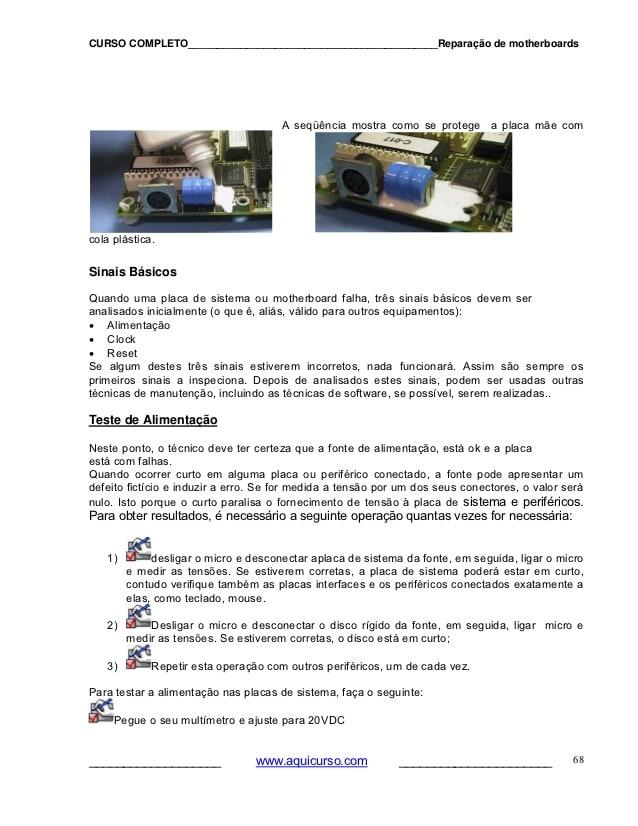 CURSO COMPLETO___________________________________________Reparação de motherboards
A seqüência mostra como se protege a placa mãe com
C-017
C-017
cola plástica.
Sinais Básicos
Quando uma placa de sistema ou motherboard falha, três sinais básicos devem ser
analisados inicialmente (o que é, aliás, válido para outros equipamentos):
• Alimentação
• Clock
• Reset
Se algum destes três sinais estiverem incorretos, nada funcionará. Assim são sempre os
primeiros sinais a inspeciona. Depois de analisados estes sinais, podem ser usadas outras
técnicas de manutenção, incluindo as técnicas de software, se possível, serem realizadas..
Teste de Alimentação
Neste ponto, o técnico deve ter certeza que a fonte de alimentação, está ok e a placa
está com falhas.
Quando ocorrer curto em alguma placa ou periférico conectado, a fonte pode apresentar um
defeito fictício e induzir a erro. Se for medida a tensão por um dos seus conectores, o valor será
nulo. Isto porque o curto paralisa o fornecimento de tensão à placa de sistema e periféricos.
Para obter resultados, é necessário a seguinte operação quantas vezes for necessária:
1) desligar o micro e desconectar aplaca de sistema da fonte, em seguida, ligar o micro
e medir as tensões. Se estiverem corretas, a placa de sistema poderá estar em curto,
contudo verifique também as placas interfaces e os periféricos conectados exatamente a
elas, como teclado, mouse.
2) Desligar o micro e desconectar o disco rígido da fonte, em seguida, ligar micro e
medir as tensões. Se estiverem corretas, o disco está em curto;
3) Repetir esta operação com outros periféricos, um de cada vez.
Para testar a alimentação nas placas de sistema, faça o seguinte:
Pegue o seu multímetro e ajuste para 20VDC
___________________ www.aquicurso.com ______________________ 68